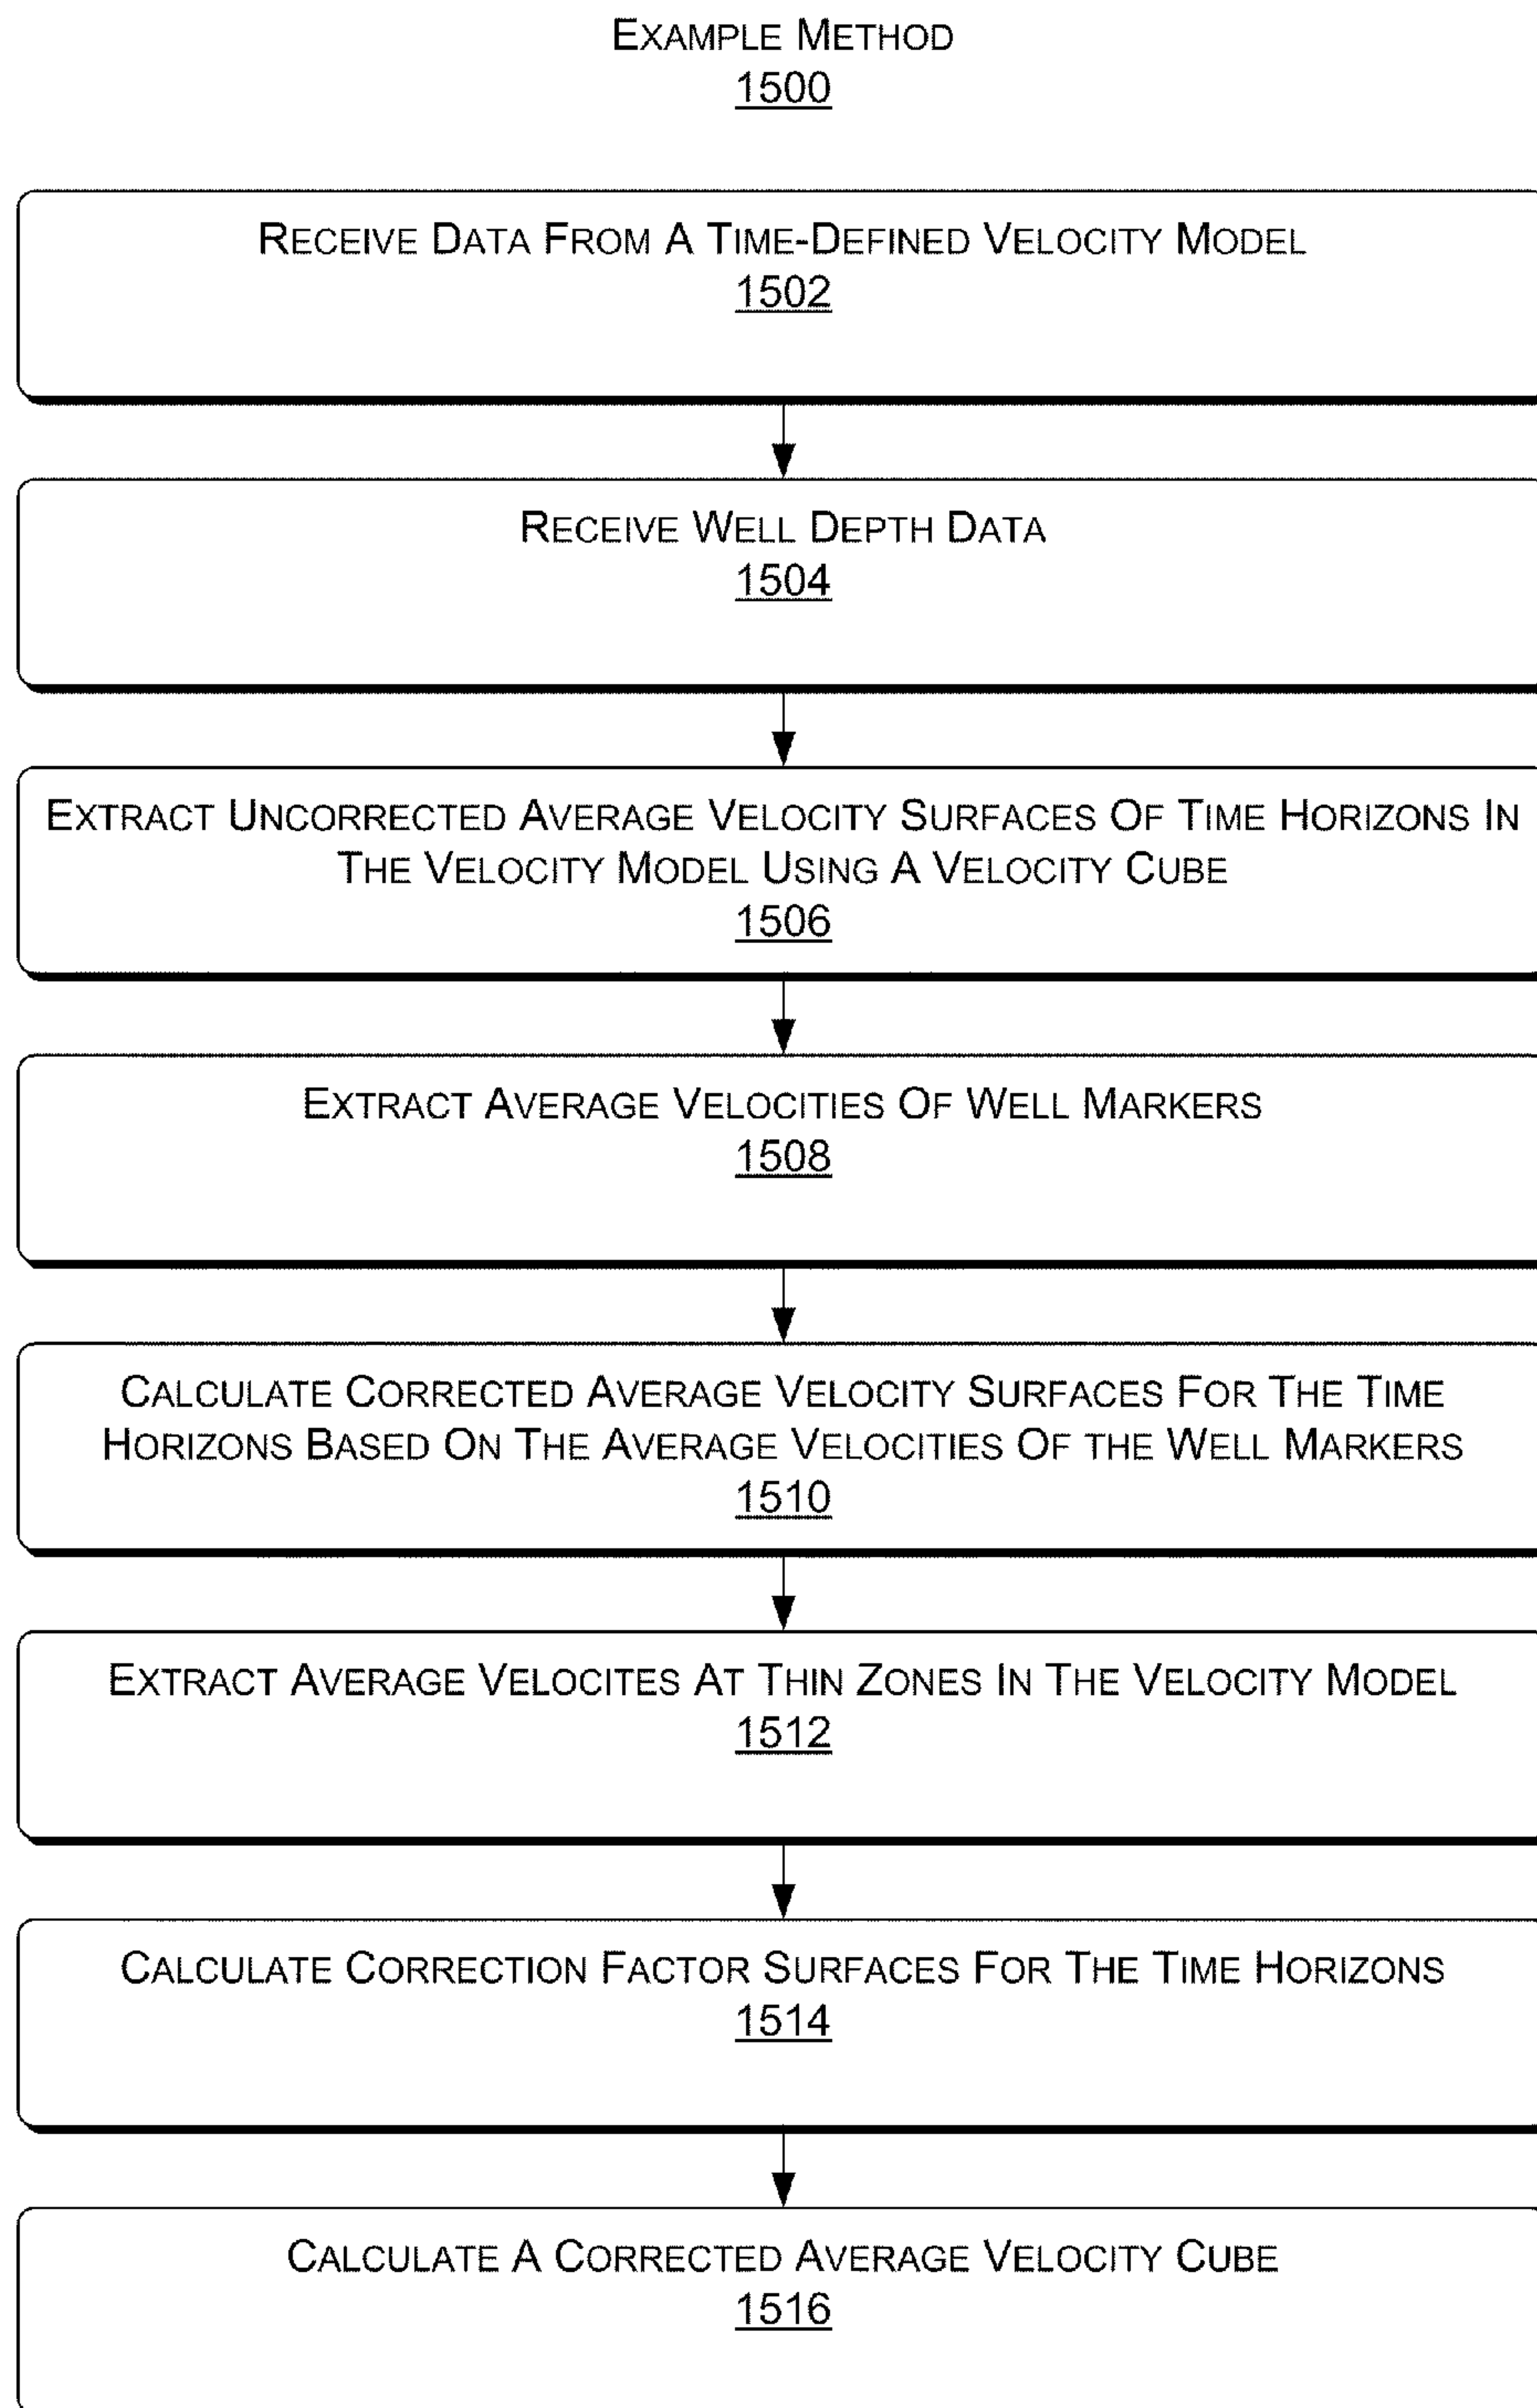 EXAMPLE METHOD
1500
RECEIVE DATA FROM A TIME-DEFINED VELOCITY MODEL
1502
RECEIVE WELL DEPTH DATA
1504
EXTRACT UNCORRECTED AVERAGE VELOCITY SURFACES OF TIME HORIZONS IN
THE VELOCITY MODEL USING A VELOCITY CUBE
1506
EXTRACT AVERAGE VELOCITIES OF WELL MARKERS
1508
CALCULATE CORRECTED AVERAGE VELOCITY SURFACES FOR THE TIME
HORIZONS BASED ON THE AVERAGE VELOCITIES OF THE WELL MARKERS
1510
EXTRACT AVERAGE VELOCITES AT THIN ZONES IN THE VELOCITY MODEL
1512
CALCULATE CORRECTION FACTOR SURFACES FOR THE TIME HORIZONS
1514
CALCULATE A CORRECTED AVERAGE VELOCITY CUBE
1516